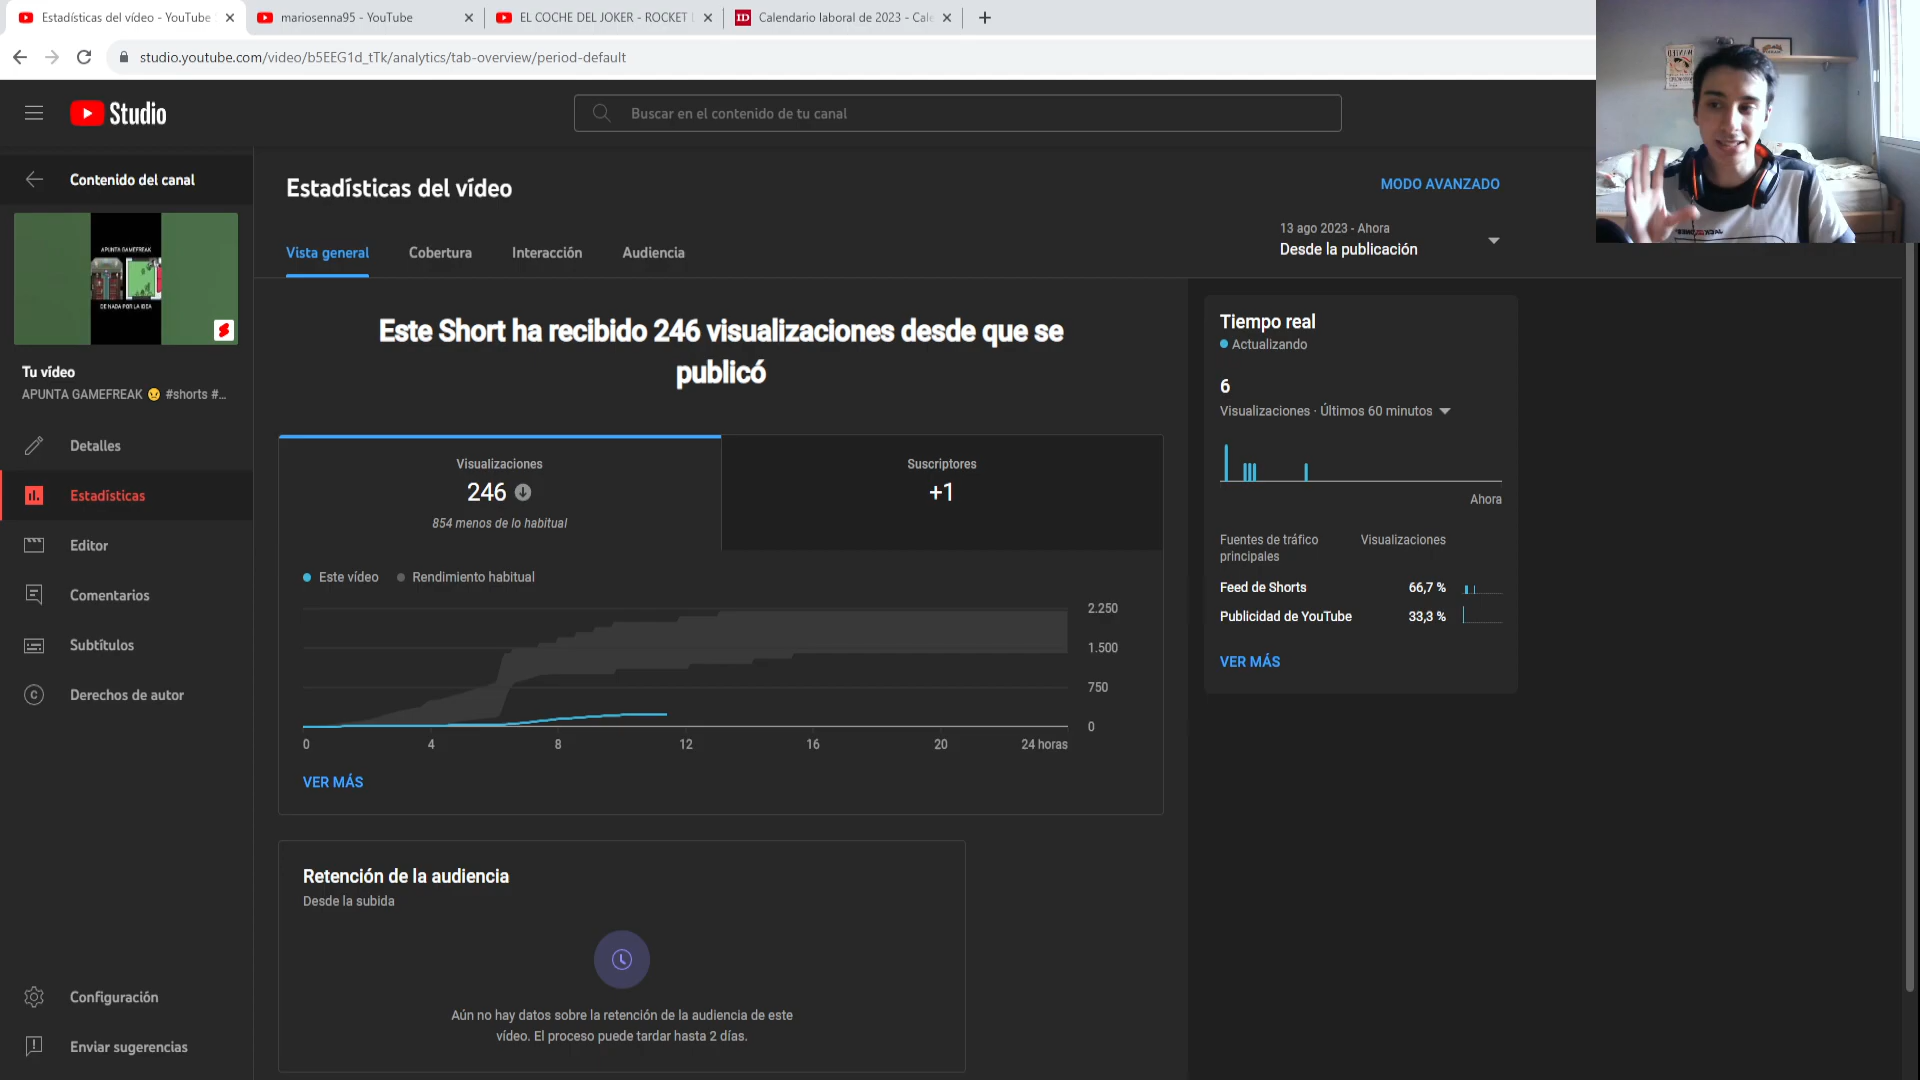 Estadísticas del vídeo - YouTube S
mariosenna95 - YouTube
EL COCHE DEL JOKER - ROCKET L
Calendario laboral de 2023 - Cale
studio.youtube.com/video/b5EEG1d_tTk/analytics/tab-overview/period-default
Studio
Buscar en el contenido de tu canal
Contenido del canal
APUNTA GAMEFREAK
DE NADA POR LA IDEA
Tu vídeo
APUNTA GAMEFREAK 😉 #shorts #...
Detalles
Estadísticas
Editor
Comentarios
Subtítulos
Derechos de autor
Configuración
Enviar sugerencias
Estadísticas del vídeo
MODO AVANZADO
Vista general
Cobertura
Interacción
Audiencia
13 ago 2023 - Ahora
Desde la publicación
Este Short ha recibido 246 visualizaciones desde que se
publicó
Visualizaciones
246
854 menos de lo habitual
Suscriptores
+1
Este vídeo
Rendimiento habitual
2.250
1.500
750
0
0 4 8 12 16 20 24 horas
VER MÁS
Retención de la audiencia
Desde la subida
Aún no hay datos sobre la retención de la audiencia de este
vídeo. El proceso puede tardar hasta 2 días.
Tiempo real
Actualizando
6
Visualizaciones · Últimos 60 minutos
Ahora
Fuentes de tráfico
principales
Visualizaciones
Feed de Shorts 66,7 %
Publicidad de YouTube 33,3 %
VER MÁS